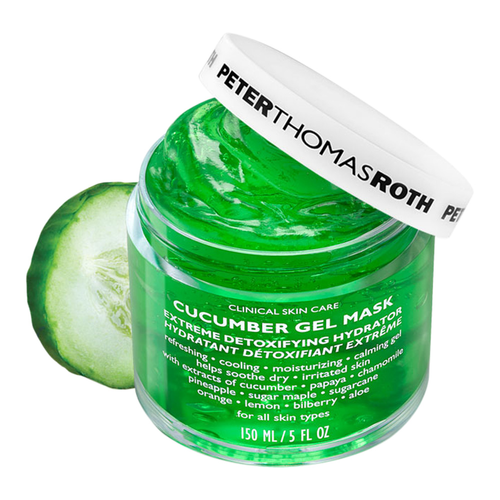 TH
PETERTHOMASROTH
PETER
CLINICAL SKIN CARE
CUCUMBER GEL MASK
EXTREME DETOXIFYING HYDRATOR
HYDRATANT DÉTOXIFIANT EXTRÊME
refreshing • cooling • moisturizing • calming gel
helps soothe dry • irritated skin
with extracts of cucumber • papaya • chamomile
pineapple • sugar maple • sugarcane
orange • lemon • bilberry • aloe
for all skin types
150 ML / 5 FL OZ